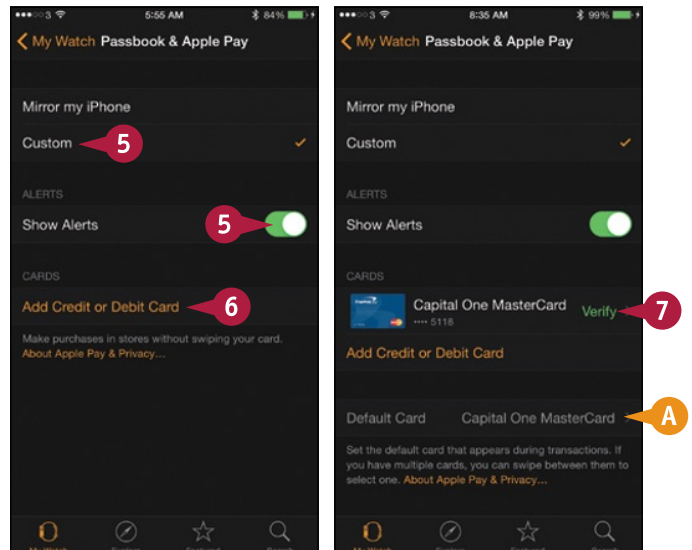 3 5:55 AM 84%
My Watch Passbook & Apple Pay
Mirror my iPhone
Custom 5
ALERTS
Show Alerts 5
CARDS
Add Credit or Debit Card 6
Make purchases in stores without swiping your card.
About Apple Pay & Privacy...
My Watch
3 8:35 AM 99%
My Watch Passbook & Apple Pay
Mirror my iPhone
Custom
ALERTS
Show Alerts
CARDS
Capital One MasterCard
Verify 7
•••• 5118
Add Credit or Debit Card
Default Card Capital One MasterCard A
Set the default card that appears during transactions. If
you have multiple cards, you can swipe between them to
select one. About Apple Pay & Privacy...
My Watch